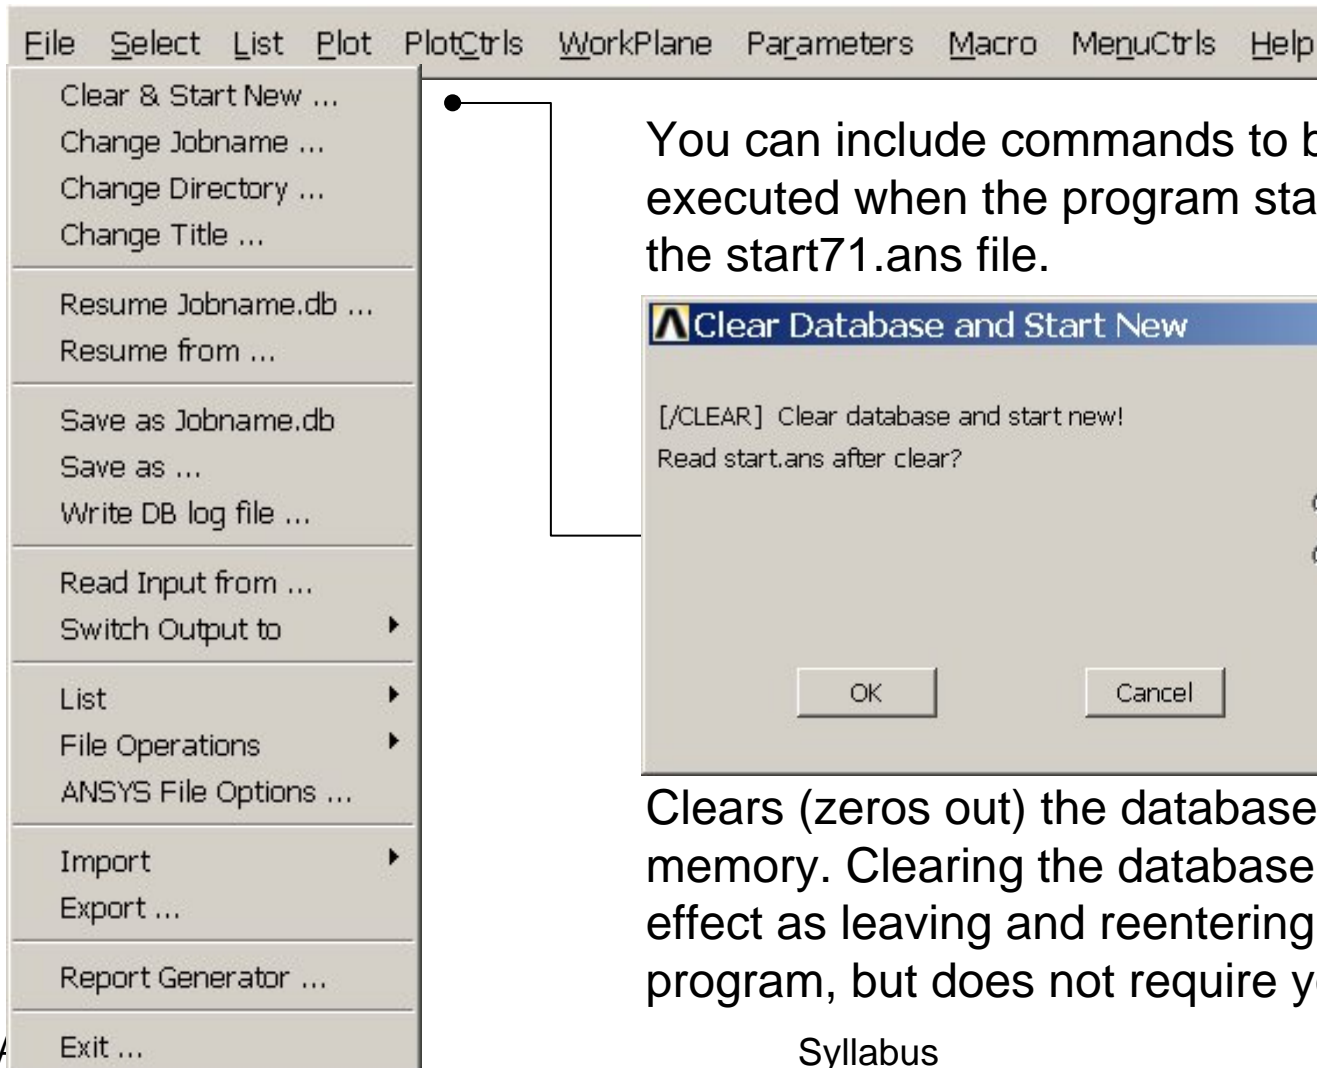 File Select List Plot PlotCtrls WorkPlane Parameters Macro MenuCtrls Help
Clear & Start New ...
Change Jobname ...
Change Directory ...
Change Title ...
Resume Jobname.db ...
Resume from ...
Save as Jobname.db
Save as ...
Write DB log file ...
Read Input from ...
Switch Output to
List
File Operations
ANSYS File Options ...
Import
Export ...
Report Generator ...
Exit ...
You can include commands to
executed when the program
the start71.ans file.
Clear Database and Start New
[/CLEAR] Clear database and start new!
Read start.ans after clear?
OK Cancel
Clears (zeros out) the database
memory. Clearing the database
effect as leaving and reentering
program, but does not require
Syllabus